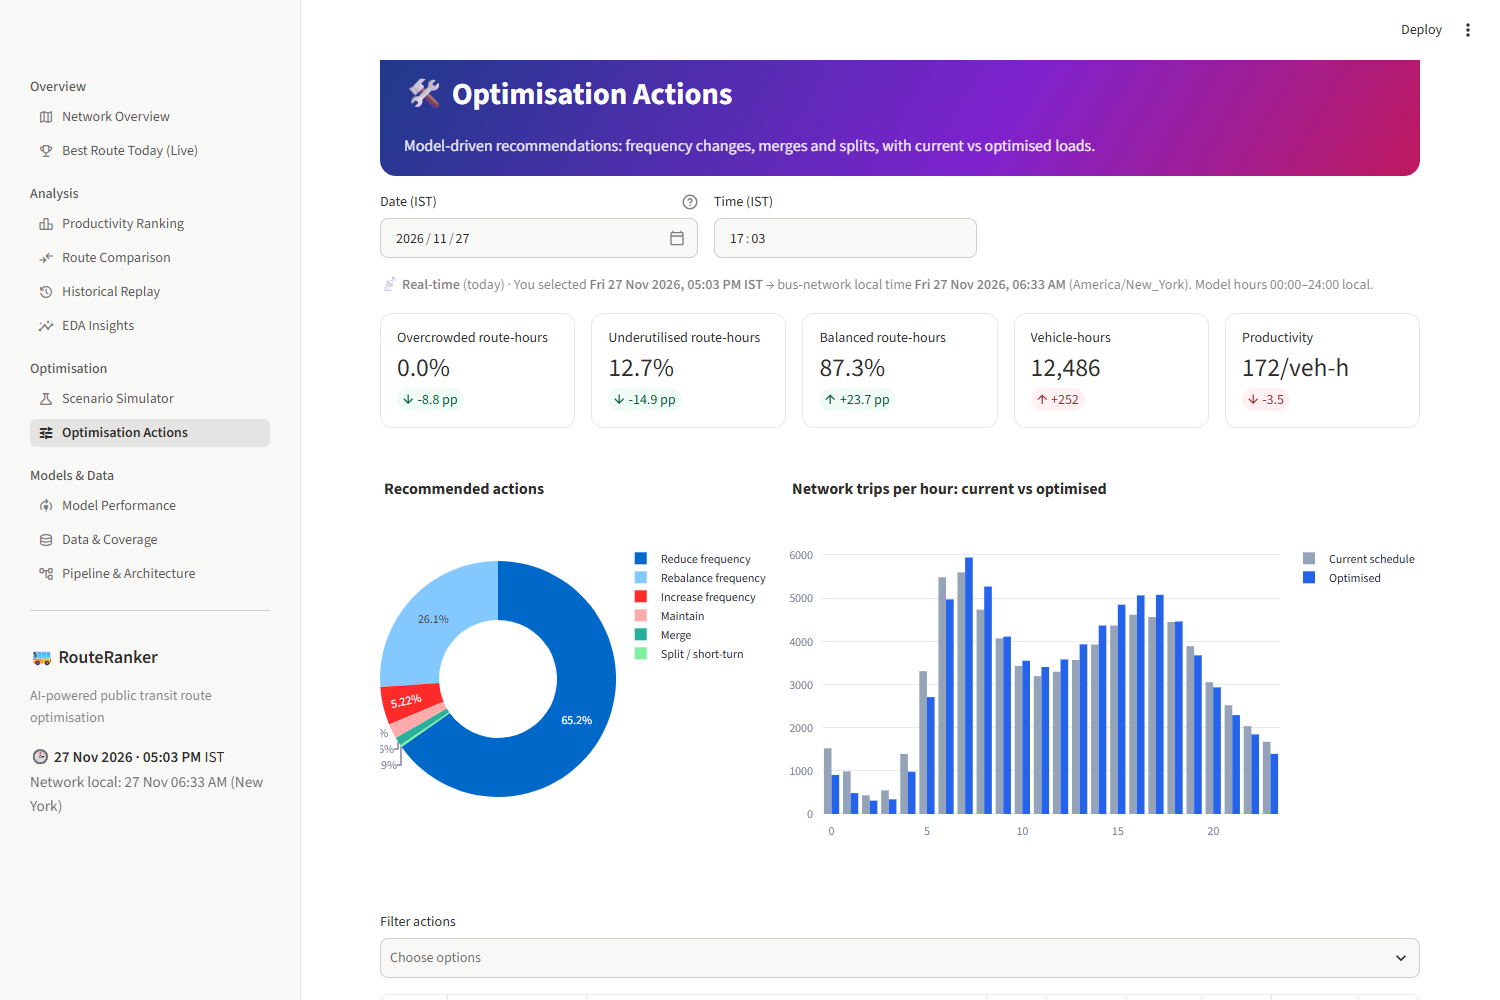 Deploy
Overview
Network Overview
Best Route Today (Live)
Analysis
Productivity Ranking
Route Comparison
Historical Replay
EDA Insights
Optimisation
Scenario Simulator
Optimisation Actions
Models & Data
Model Performance
Data & Coverage
Pipeline & Architecture
RouteRanker
AI-powered public transit route
optimisation
27 Nov 2026 · 05:03 PM IST
Network local: 27 Nov 06:33 AM (New
York)
Optimisation Actions
Model-driven recommendations: frequency changes, merges and splits, with current vs optimised loads.
Date (IST)
Time (IST)
2026 / 11 / 27
17 : 03
Real-time (today) · You selected Fri 27 Nov 2026, 05:03 PM IST → bus-network local time Fri 27 Nov 2026, 06:33 AM (America/New_York). Model hours 00:00–24:00 local.
Overcrowded route-hours
0.0%
↓ -8.8 pp
Underutilised route-hours
12.7%
↓ -14.9 pp
Balanced route-hours
87.3%
↑ +23.7 pp
Vehicle-hours
12,486
↑ +252
Productivity
172/veh-h
↓ -3.5
Recommended actions
26.1%
5.22%
65.2%
%
9%
Reduce frequency
Rebalance frequency
Increase frequency
Maintain
Merge
Split / short-turn
Network trips per hour: current vs optimised
6000
5000
4000
3000
2000
1000
0
0 5 10 15 20
Current schedule
Optimised
Filter actions
Choose options